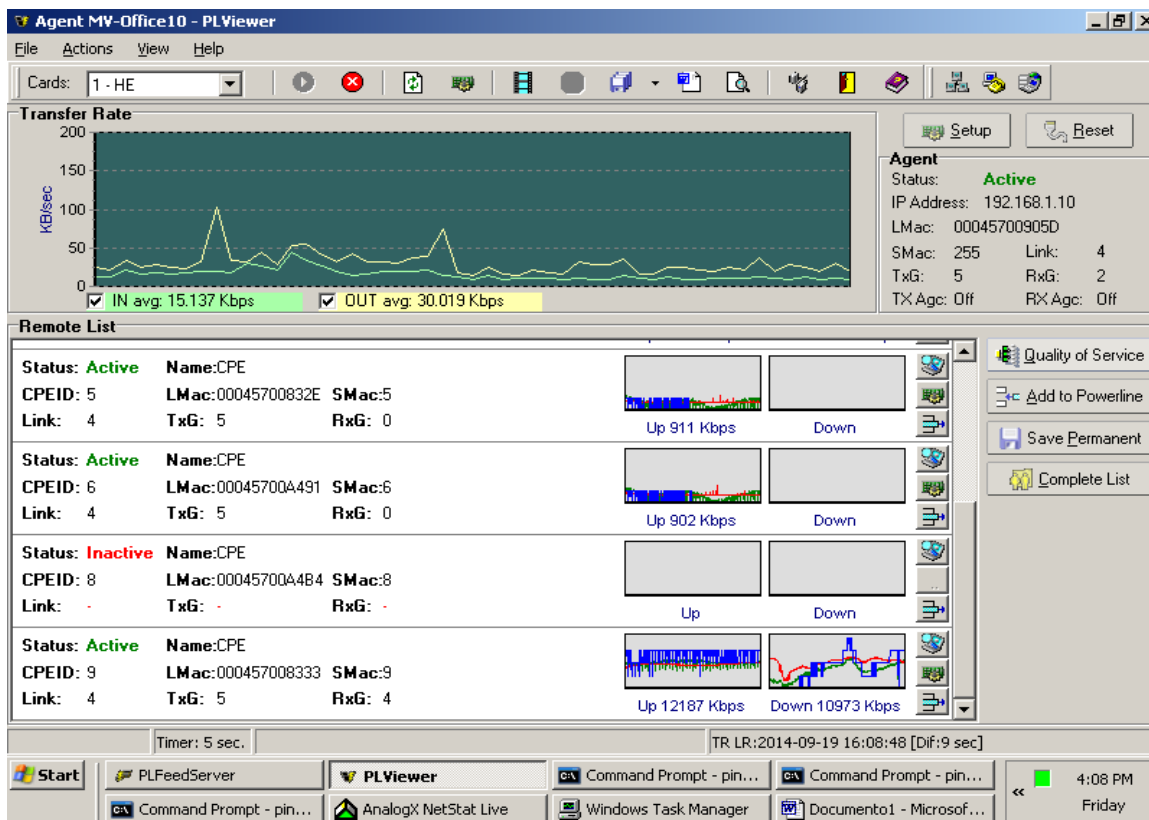 Agent MV-Office10 - PLViewer
File Actions View Help
Cards: 1 - HE
Transfer Rate
200
150
100
50
0
KB/sec
IN avg: 15.137 Kbps OUT avg: 30.019 Kbps
Setup Reset
Agent
Status: Active
IP Address: 192.168.1.10
LMac: 00045700905D
SMac: 255 Link: 4
TxG: 5 RxG: 2
TX Agc: Off RX Agc: Off
Remote List
Status: Active Name:CPE
CPEID: 5 LMac:00045700832E SMac:5
Link: 4 TxG: 5 RxG: 0
Up 911 Kbps Down
Status: Active Name:CPE
CPEID: 6 LMac:00045700A491 SMac:6
Link: 4 TxG: 5 RxG: 0
Up 902 Kbps Down
Status: Inactive Name:CPE
CPEID: 8 LMac:00045700A4B4 SMac:8
Link: - TxG: - RxG: -
Up Down
Status: Active Name:CPE
CPEID: 9 LMac:000457008333 SMac:9
Link: 4 TxG: 5 RxG: 4
Up 12187 Kbps Down 10973 Kbps
Quality of Service
Add to Powerline
Save Permanent
Complete List
Timer: 5 sec. TR LR:2014-09-19 16:08:48 [Dif:9 sec]
Start PLFeedServer PLViewer Command Prompt - pin... Command Prompt - pin... « 4:08 PM
Command Prompt - pin... AnalogX NetStat Live Windows Task Manager Documento1 - Microsof... Friday